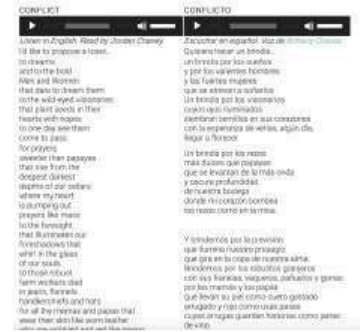 CONFLICT
Listen in English. Read by Jordan Chaney
I'd like to propose a toast,
to dreams
and to the bold
Men and Women
that dare to dream them
to the wild-eyed visionaries
that plant seeds in their
hearts with hopes
to one day see them
come to pass
for prayers
sweeter than papayas
that rise from the
deepest darkest
depths of our cellars
where my heart
is pumping out
prayers like mass
to the foresight
that illuminates our
foreshadows that
whirl in the glass
of our souls
to those robust
farm workers clad
in jeans, flannels
handkerchiefs and hats
for all the mamas and papas that
wear their skin like worn leather
CONFLICTO
Escuchar en español. Voz de
Quisiera hacer un brindis,
un brindis por los sueños
y por los valientes hombres
y las fuertes mujeres
que se atreven a soñarlos
Un brindis por los visionarios
cuyos ojos iluminados
siembran semillas en sus corazones
con la esperanza de verlas, algún día,
llegar a florecer
Un brindis por los rezos
más dulces que papayas
que se levantan de la más onda
y oscura profundidad
de nuestra bodega
donde mi corazón bombea
los rezos como en la misa.
Y brindemos por la previsión
que ilumina nuestro presagio
que gira en la copa de nuestra alma.
Brindemos por los robustos granjeros
con sus franelas, vaqueros, pañuelos y gorras
por las mamás y los papás
que llevan su piel como cuero gastado
arrugado y rojo como uvas pasas
cuyas arrugas guardan historias como
de vino.